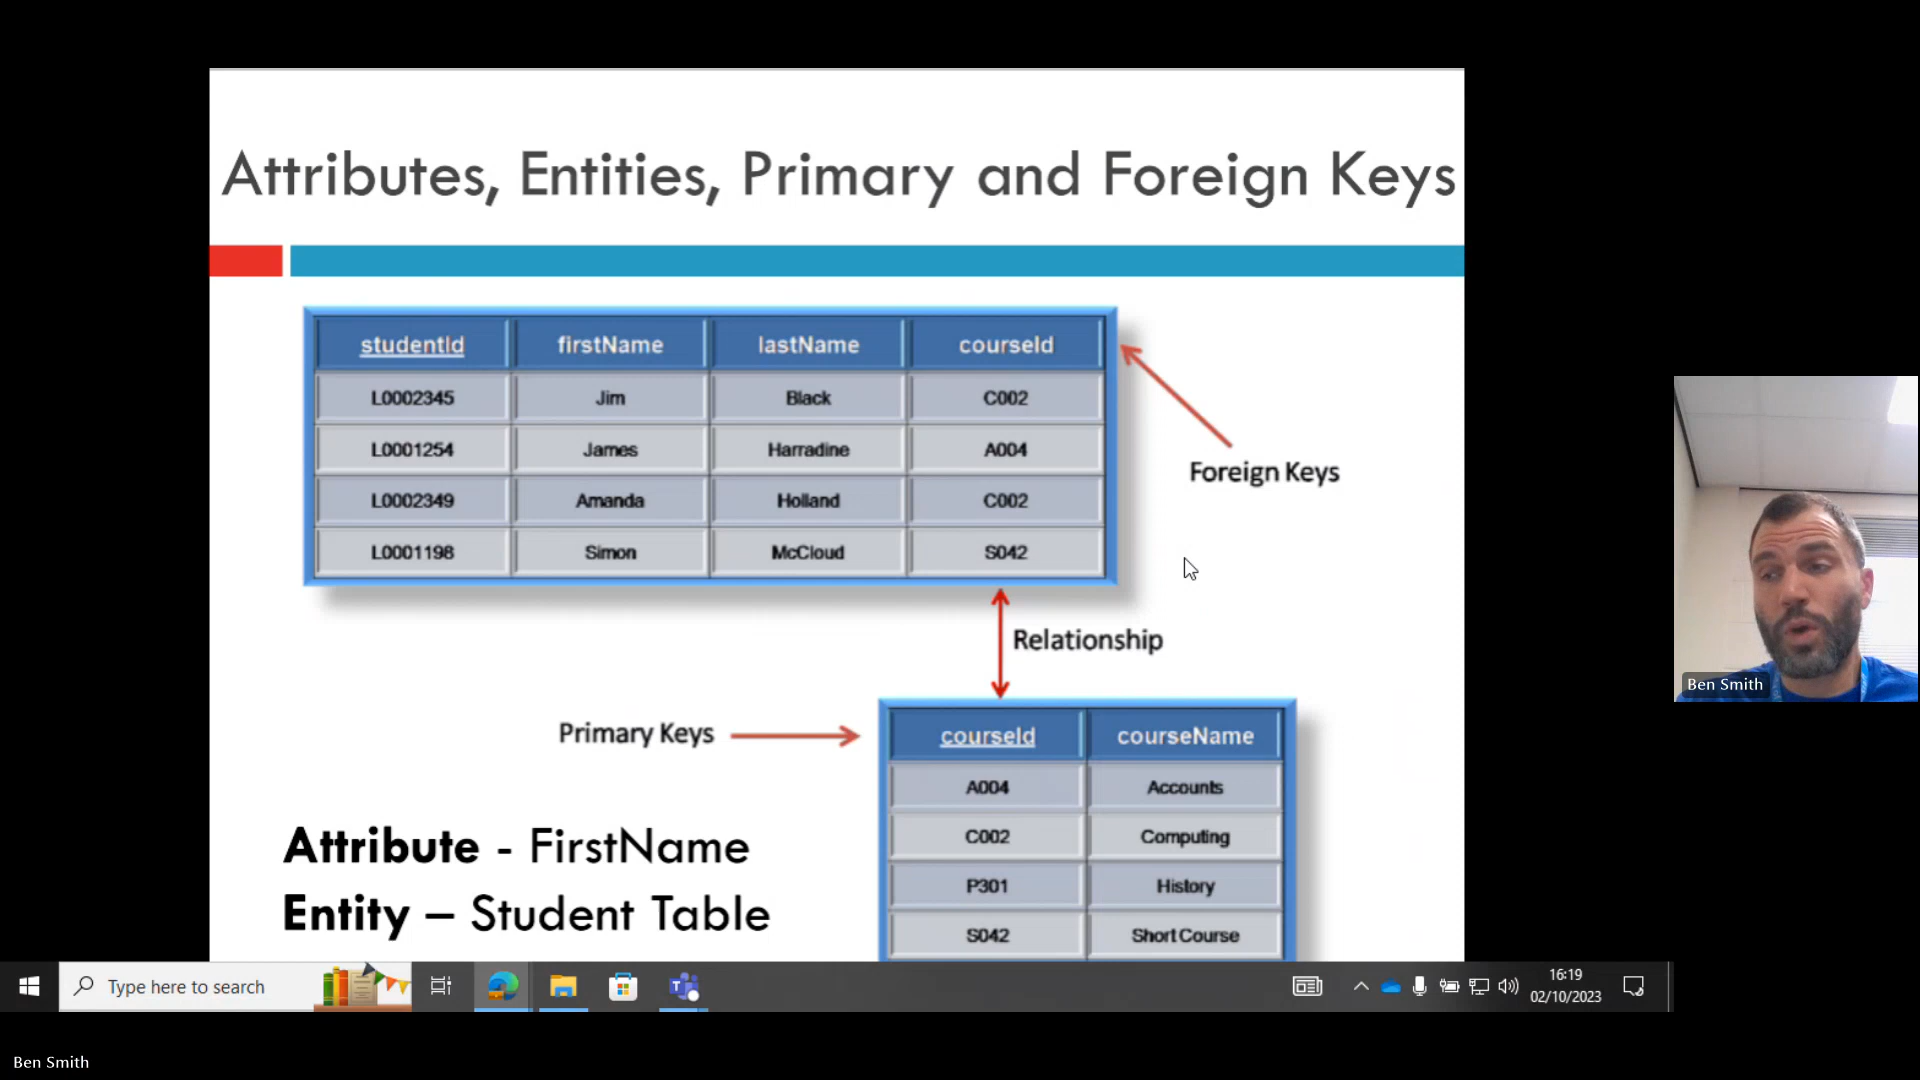 Attributes, Entities, Primary and Foreign Keys
studentId firstName lastName courseId
L0002345 Jim Black C002
L0001254 James Harradine A004
L0002349 Amanda Holland C002
L0001198 Simon McCloud S042
Foreign Keys
Relationship
Primary Keys
courseId courseName
A004 Accounts
C002 Computing
P301 History
S042 Short Course
Attribute - FirstName
Entity – Student Table
Ben Smith
Type here to search
16:19
02/10/2023
Ben Smith